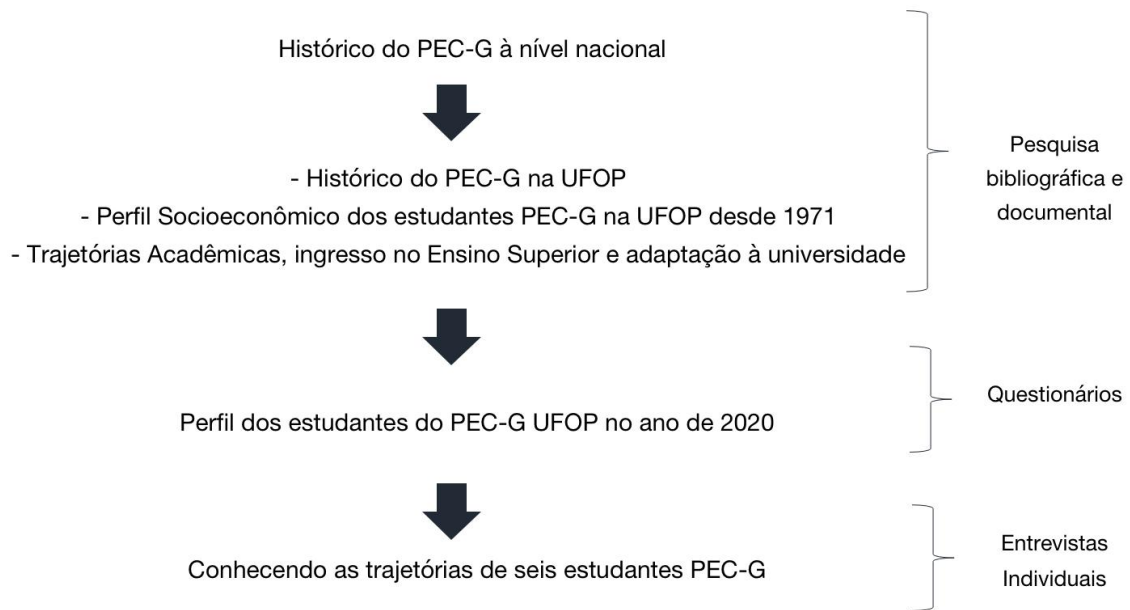 Histórico do PEC-G à nível nacional
- Histórico do PEC-G na UFOP
- Perfil Socioeconômico dos estudantes PEC-G na UFOP desde 1971
- Trajetórias Acadêmicas, ingresso no Ensino Superior e adaptação à universidade
Pesquisa
bibliográfica e
documental
Perfil dos estudantes do PEC-G UFOP no ano de 2020
Questionários
Conhecendo as trajetórias de seis estudantes PEC-G
Entrevistas
Individuais